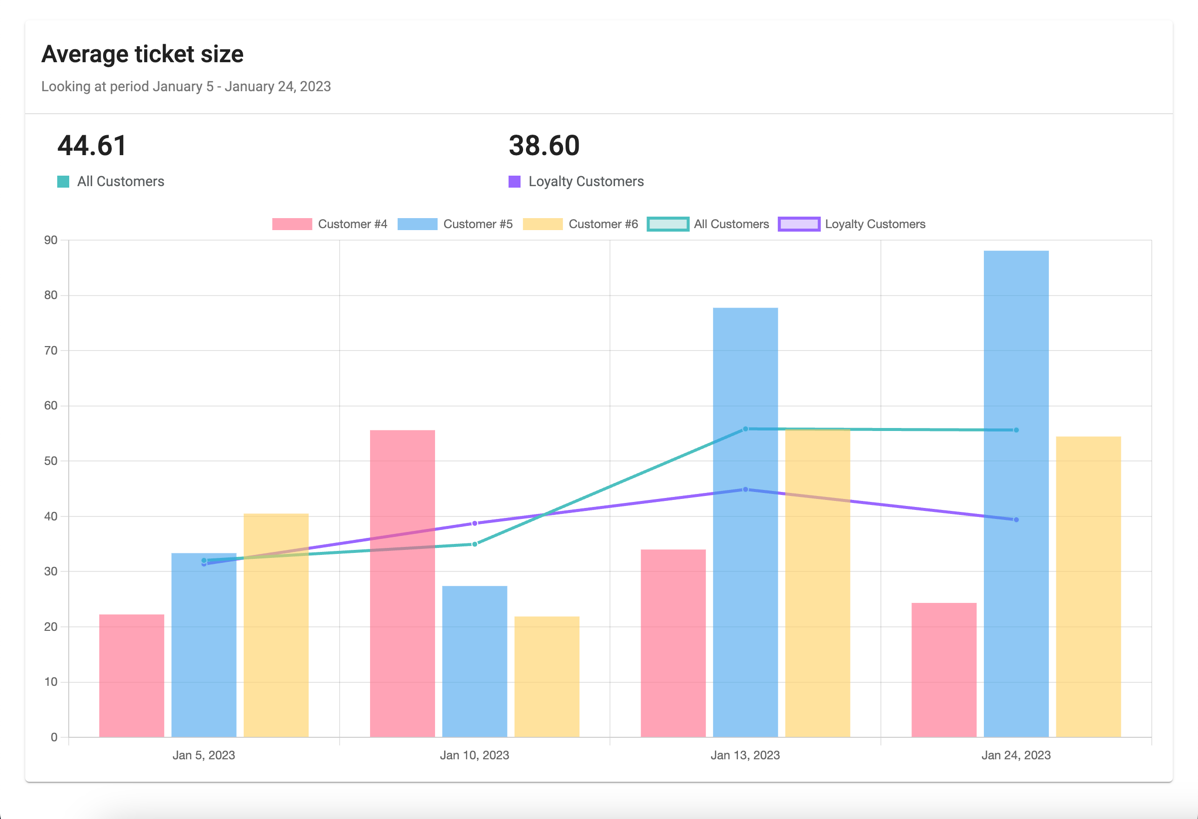 Average ticket size
Looking at period January 5 - January 24, 2023
44.61 38.60
All Customers Loyalty Customers
Customer #4 Customer #5 Customer #6 All Customers Loyalty Customers
90
80
70
60
50
40
30
20
10
0
Jan 5, 2023 Jan 10, 2023 Jan 13, 2023 Jan 24, 2023